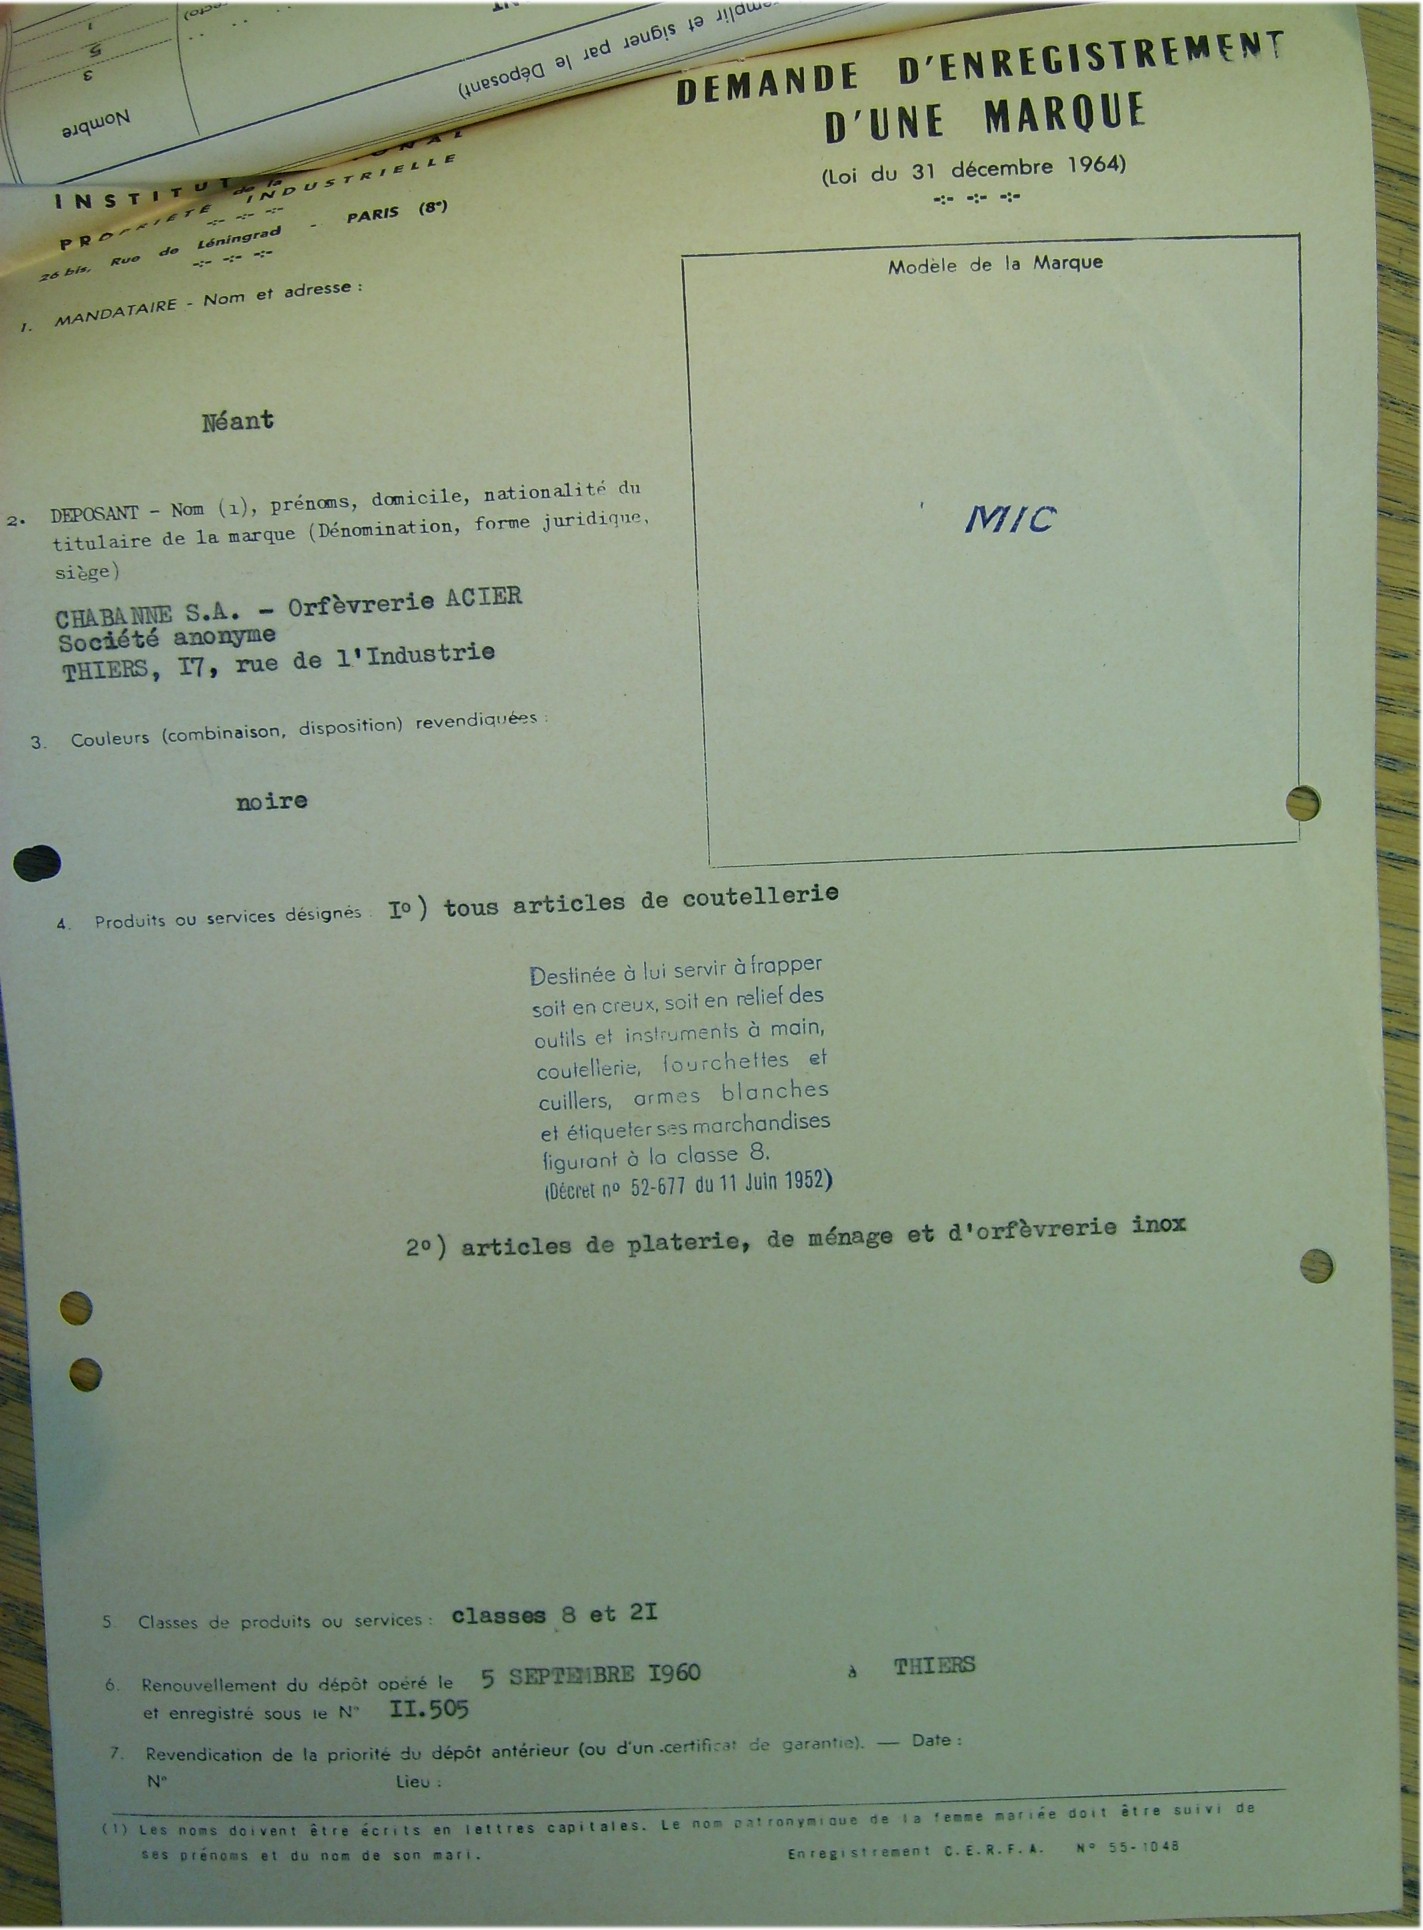 Nombre
3
5
1
remplir et signer par le Déposant)
DEMANDE D'ENREGISTREMENT
D'UNE MARQUE
(Loi du 31 décembre 1964)
INSTITUT
de la
PROPRIÉTÉ INDUSTRIELLE
26 bis, Rue de Léningrad - PARIS (8e)
1. MANDATAIRE - Nom et adresse :
Néant
Modèle de la Marque
MIC
2. DEPOSANT - Nom (1), prénoms, domicile, nationalité du
titulaire de la marque (Dénomination, forme juridique,
siège)
CHABANNE S.A. - Orfèvrerie ACIER
Société anonyme
THIERS, I7, rue de l'Industrie
3. Couleurs (combinaison, disposition) revendiquées :
noire
4. Produits ou services désignés : Iº) tous articles de coutellerie
Destinée à lui servir à frapper
soit en creux, soit en relief des
outils et instruments à main,
coutellerie, fourchettes et
cuillers, armes blanches
et étiqueter ses marchandises
figurant à la classe 8.
(Décret nº 52-677 du 11 Juin 1952)
2º) articles de platerie, de ménage et d'orfèvrerie inox
5. Classes de produits ou services : classes 8 et 2I
6. Renouvellement du dépôt opéré le 5 SEPTEMBRE I960 à THIERS
et enregistré sous le N° II.505
7. Revendication de la priorité du dépôt antérieur (ou d'un certificat de garantie). — Date :
N° Lieu :
(1) Les noms doivent être écrits en lettres capitales. Le nom patronymique de la femme mariée doit être suivi de
ses prénoms et du nom de son mari.
Enregistrement C.E.R.F.A. N° 55-1048